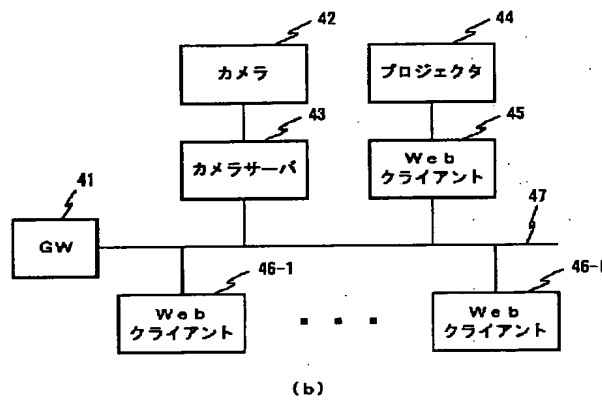 42
44
カメラ
プロジェクタ
43
45
カメラサーバ
Web
クライアント
41
47
GW
46-1
Web
クライアント
Web
クライアント
(b)